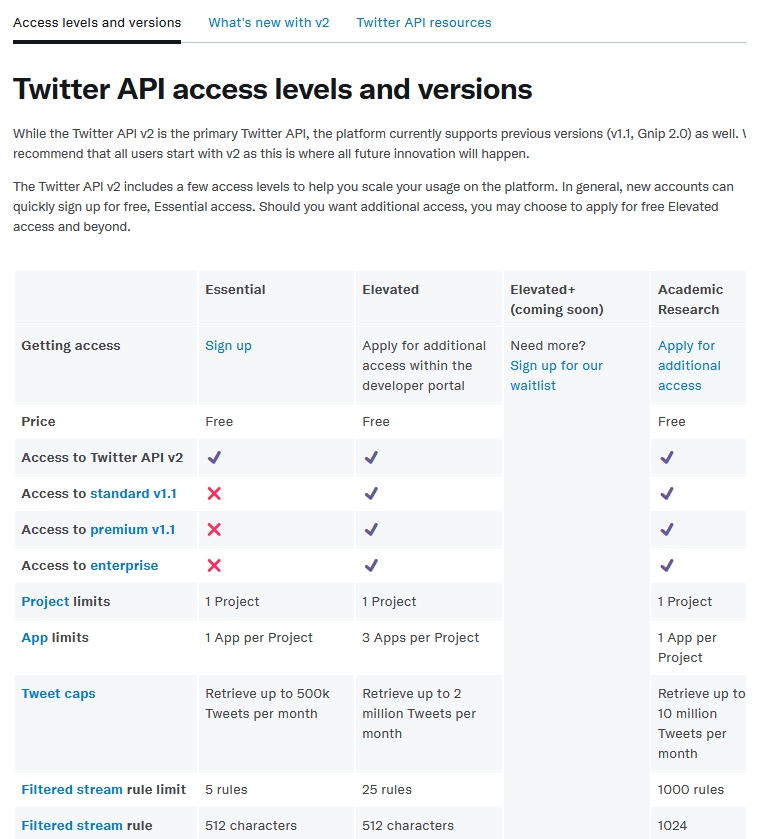 Access levels and versions What's new with v2 Twitter API resources
Twitter API access levels and versions
While the Twitter API v2 is the primary Twitter API, the platform currently supports previous versions (v1.1, Gnip 2.0) as well.
recommend that all users start with v2 as this is where all future innovation will happen.
The Twitter API v2 includes a few access levels to help you scale your usage on the platform. In general, new accounts can
quickly sign up for free, Essential access. Should you want additional access, you may choose to apply for free Elevated
access and beyond.
Essential Elevated Elevated+ Academic
(coming soon) Research
Getting access Sign up Apply for additional Need more? Apply for
access within the Sign up for our additional
developer portal waitlist access
Price Free Free Free
Access to Twitter API v2
Access to standard v1.1
Access to premium v1.1
Access to enterprise
Project limits 1 Project 1 Project 1 Project
App limits 1 App per Project 3 Apps per Project 1 App per
Project
Tweet caps Retrieve up to 500k Retrieve up to 2 Retrieve up to
Tweets per month million Tweets per 10 million
month Tweets per
month
Filtered stream rule limit 5 rules 25 rules 1000 rules
Filtered stream rule 512 characters 512 characters 1024